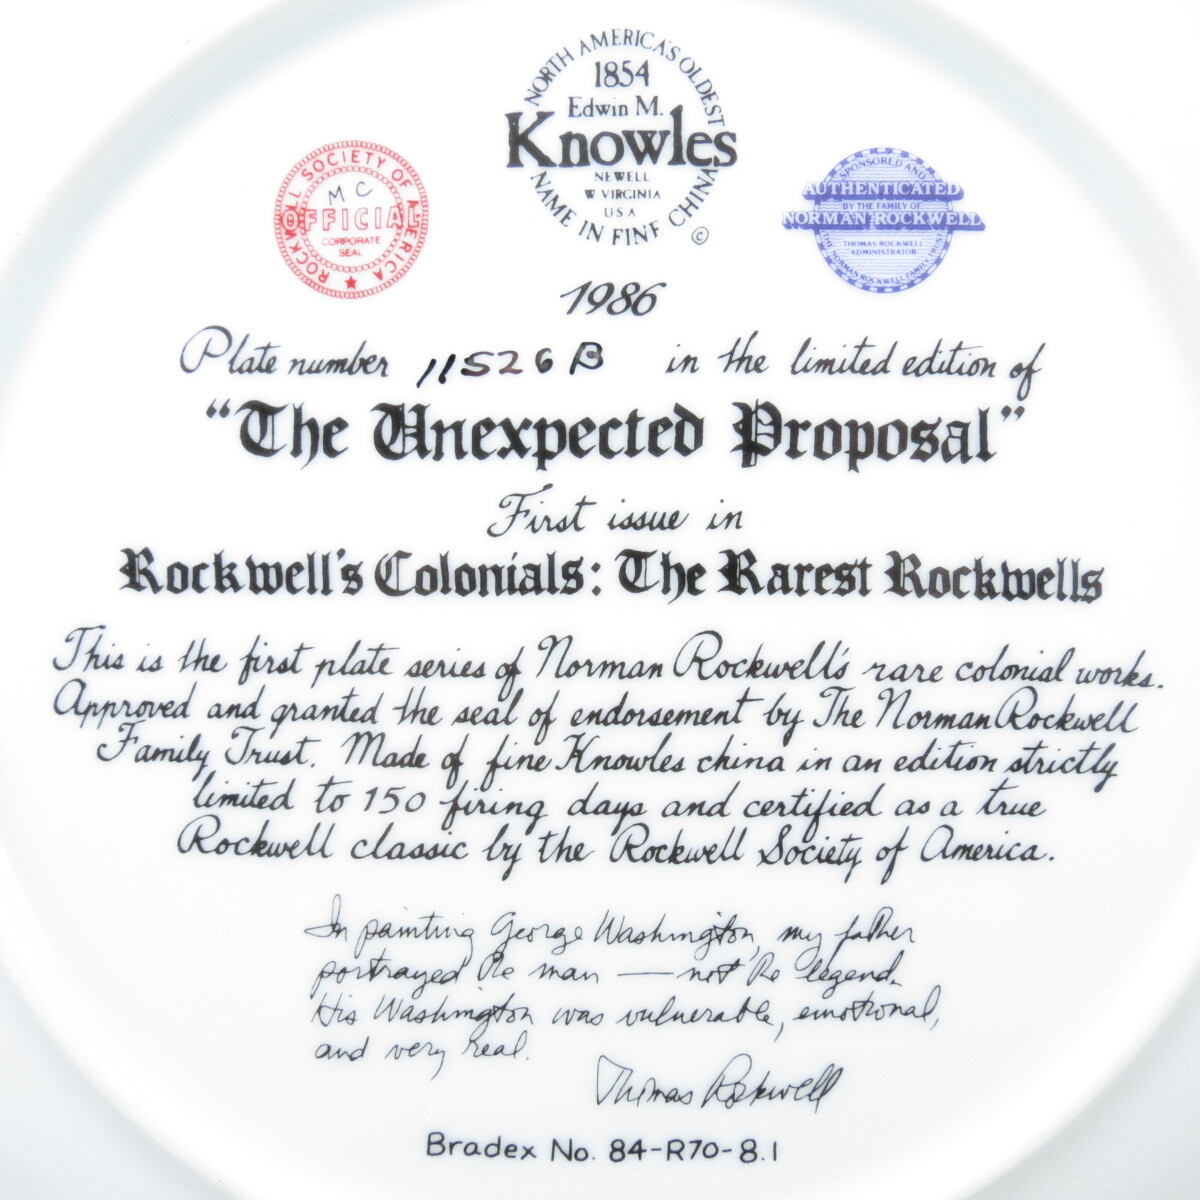 NORTH AMERICA'S OLDEST
1854
Edwin M.
Knowles
NEWELL
W VIRGINIA
USA
NAME IN FINE CHINA
©
ROCKWELL SOCIETY OF AMERICA
MC
OFFICIAL
CORPORATE
SEAL
★
SPONSORED AND
AUTHENTICATED
BY THE FAMILY OF
NORMAN ROCKWELL
THOMAS ROCKWELL
ADMINISTRATOR
THE NORMAN ROCKWELL FAMILY TRUST
1986
Plate number 11526B in the limited edition of
"The Unexpected Proposal"
First issue in
Rockwell's Colonials: The Rarest Rockwells
This is the first plate series of Norman Rockwell's rare colonial works.
Approved and granted the seal of endorsement by The Norman Rockwell
Family Trust. Made of fine Knowles china in an edition strictly
limited to 150 firing days and certified as a true
Rockwell classic by the Rockwell Society of America.
In painting George Washington, my father
portrayed the man — not the legend.
His Washington was vulnerable, emotional,
and very real.
Thomas Rockwell
Bradex No. 84-R70-8.1